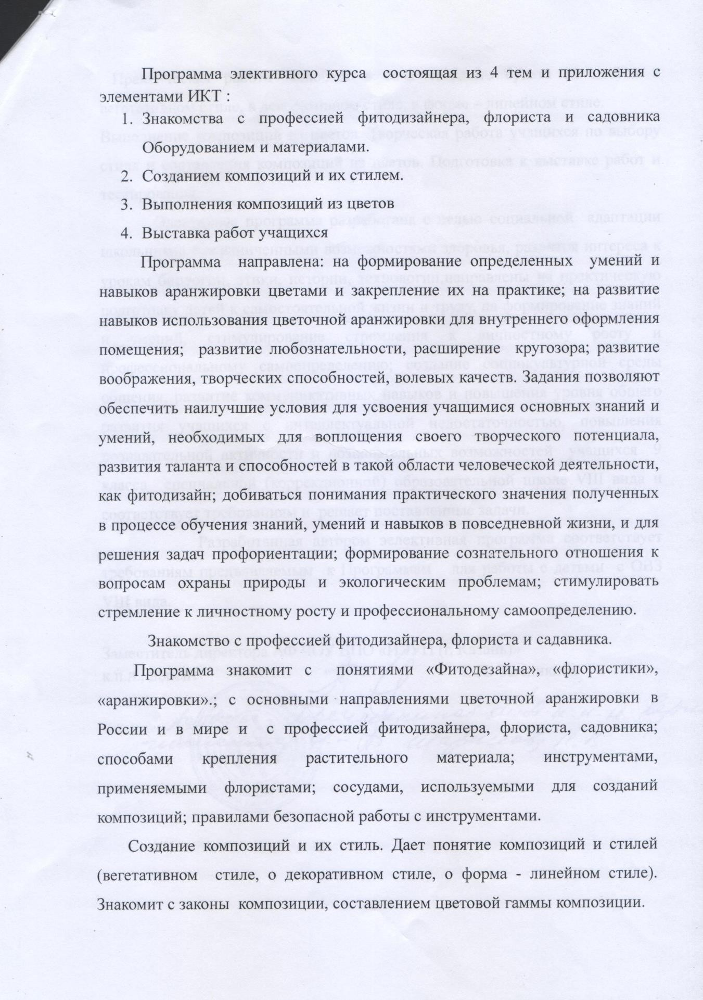 Программа элективного курса состоящая из 4 тем и приложения с
элементами ИКТ :
1. Знакомства с профессией фитодизайнера, флориста и садовника
Оборудованием и материалами.
2. Созданием композиций и их стилем.
3. Выполнения композиций из цветов
4. Выставка работ учащихся
Программа направлена: на формирование определенных умений и
навыков аранжировки цветами и закрепление их на практике; на развитие
навыков использования цветочной аранжировки для внутреннего оформления
помещения; развитие любознательности, расширение кругозора; развитие
воображения, творческих способностей, волевых качеств. Задания позволяют
обеспечить наилучшие условия для усвоения учащимися основных знаний и
умений, необходимых для воплощения своего творческого потенциала,
развития таланта и способностей в такой области человеческой деятельности,
как фитодизайн; добиваться понимания практического значения полученных
в процессе обучения знаний, умений и навыков в повседневной жизни, и для
решения задач профориентации; формирование сознательного отношения к
вопросам охраны природы и экологическим проблемам; стимулировать
стремление к личностному росту и профессиональному самоопределению.
Знакомство с профессией фитодизайнера, флориста и садавника.
Программа знакомит с понятиями «Фитодезайна», «флористики»,
«аранжировки».; с основными направлениями цветочной аранжировки в
России и в мире и с профессией фитодизайнера, флориста, садовника;
способами крепления растительного материала; инструментами,
применяемыми флористами; сосудами, используемыми для созданий
композиций; правилами безопасной работы с инструментами.
Создание композиций и их стиль. Дает понятие композиций и стилей
(вегетативном стиле, о декоративном стиле, о форма - линейном стиле).
Знакомит с законы композиции, составлением цветовой гаммы композиции.